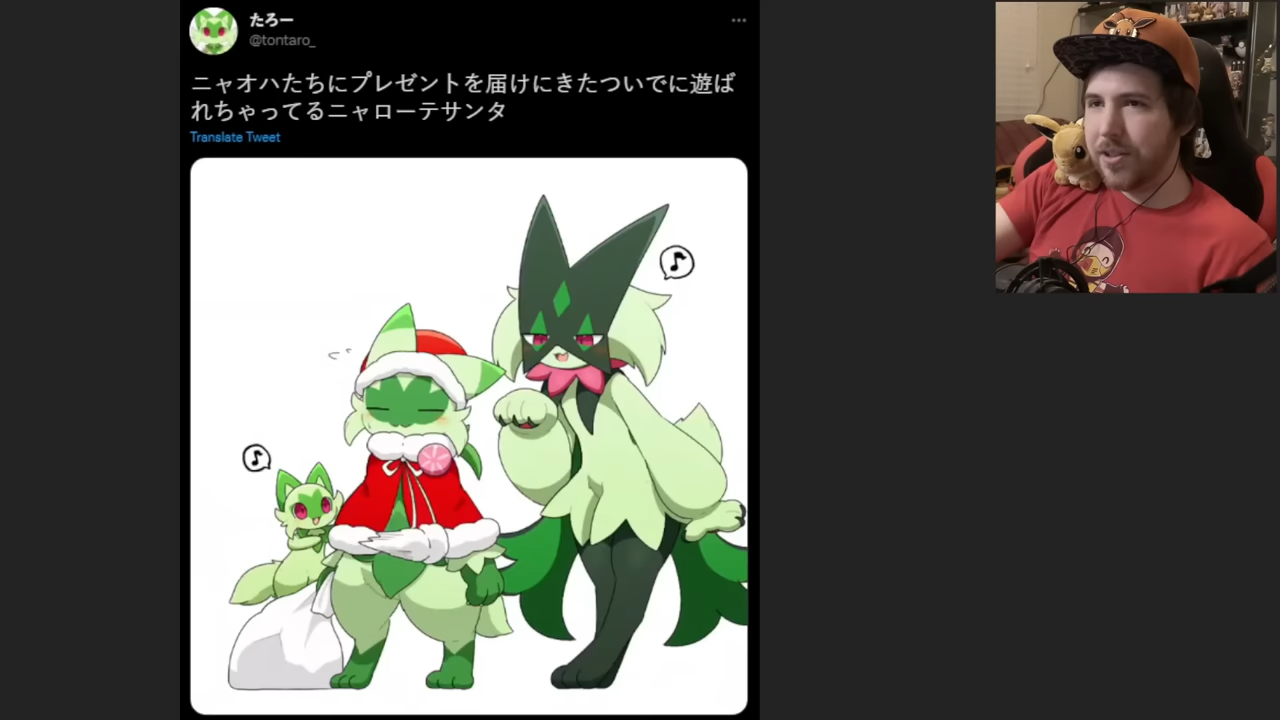 たろー
@tontaro_
ニャオハたちにプレゼントを届けにきたついでに遊ば
れちゃってるニャローテサンタ
Translate Tweet